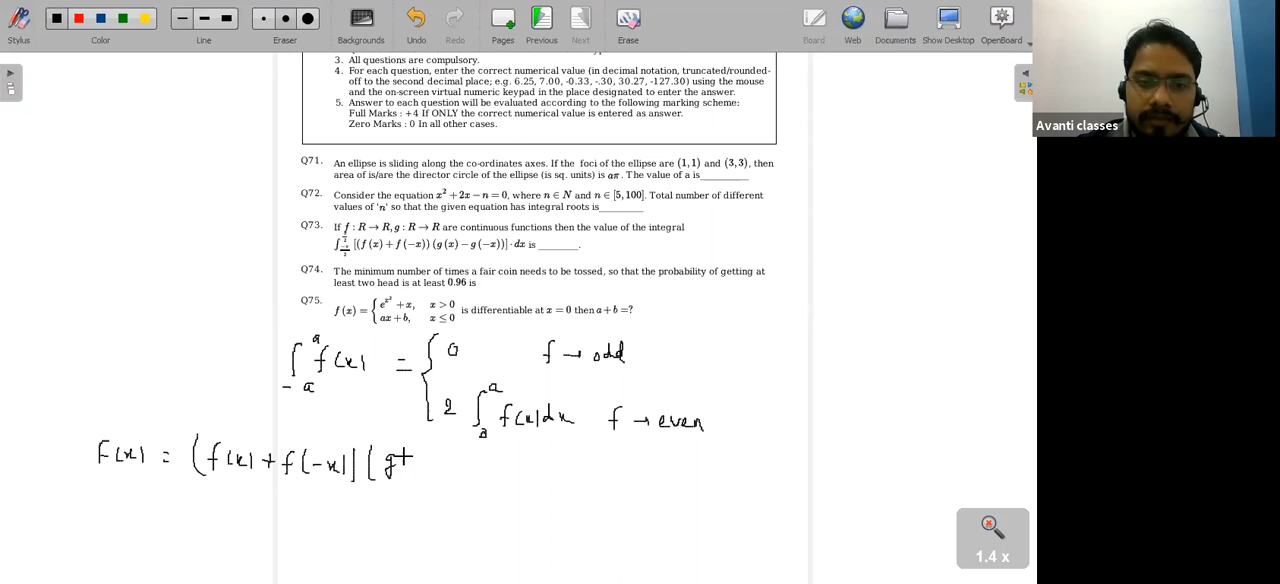 Stylus Color Line Eraser Backgrounds Undo Redo Pages Previous Next Erase Board Web Documents Show Desktop OpenBoard
3. All questions are compulsory.
4. For each question, enter the correct numerical value (in decimal notation, truncated/rounded-
off to the second decimal place; e.g. 6.25, 7.00, -0.33, -.30, 30.27, -127.30) using the mouse
and the on-screen virtual numeric keypad in the place designated to enter the answer.
5. Answer to each question will be evaluated according to the following marking scheme:
Full Marks : +4 If ONLY the correct numerical value is entered as answer.
Zero Marks : 0 In all other cases.
Avanti classes
Q71. An ellipse is sliding along the co-ordinates axes. If the foci of the ellipse are (1,1) and (3,3), then
area of is/are the director circle of the ellipse (is sq. units) is aπ. The value of a is________
Q72. Consider the equation x² + 2x − n = 0, where n ∈ N and n ∈ [5,100]. Total number of different
values of 'n' so that the given equation has integral roots is________
Q73. If f : R → R, g : R → R are continuous functions then the value of the integral
∫_{-π/2}^{π/2} [(f(x) + f(−x)) (g(x) − g(−x))] · dx is _______.
Q74. The minimum number of times a fair coin needs to be tossed, so that the probability of getting at
least two head is at least 0.96 is
Q75. f(x) = { e^{x²} + x, x > 0
ax + b, x ≤ 0 is differentiable at x = 0 then a + b =?
∫_{-a}^{a} f(x) = { 0 f → odd
2 ∫^{a} f(x)dx f → even
F(x) = (f(x) + f(-x)) (g+
1.4 x